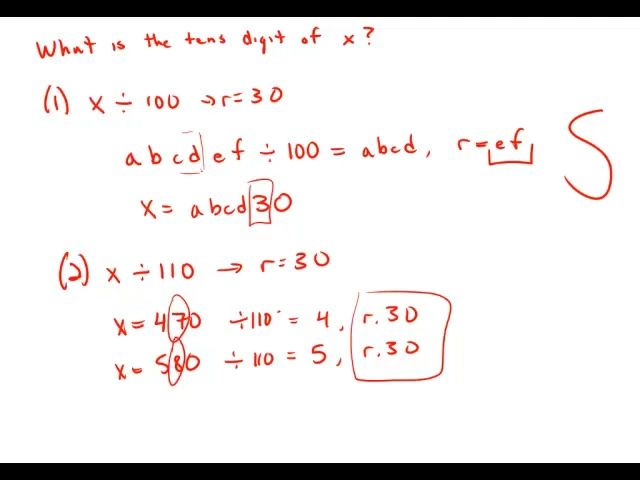 What is the tens digit of x?
(1) x ÷ 100 → r = 30
abcdef ÷ 100 = abcd, r = ef
x = abcd30
(2) x ÷ 110 → r = 30
x = 470 ÷ 110 = 4, r. 30
x = 580 ÷ 110 = 5, r. 30
S